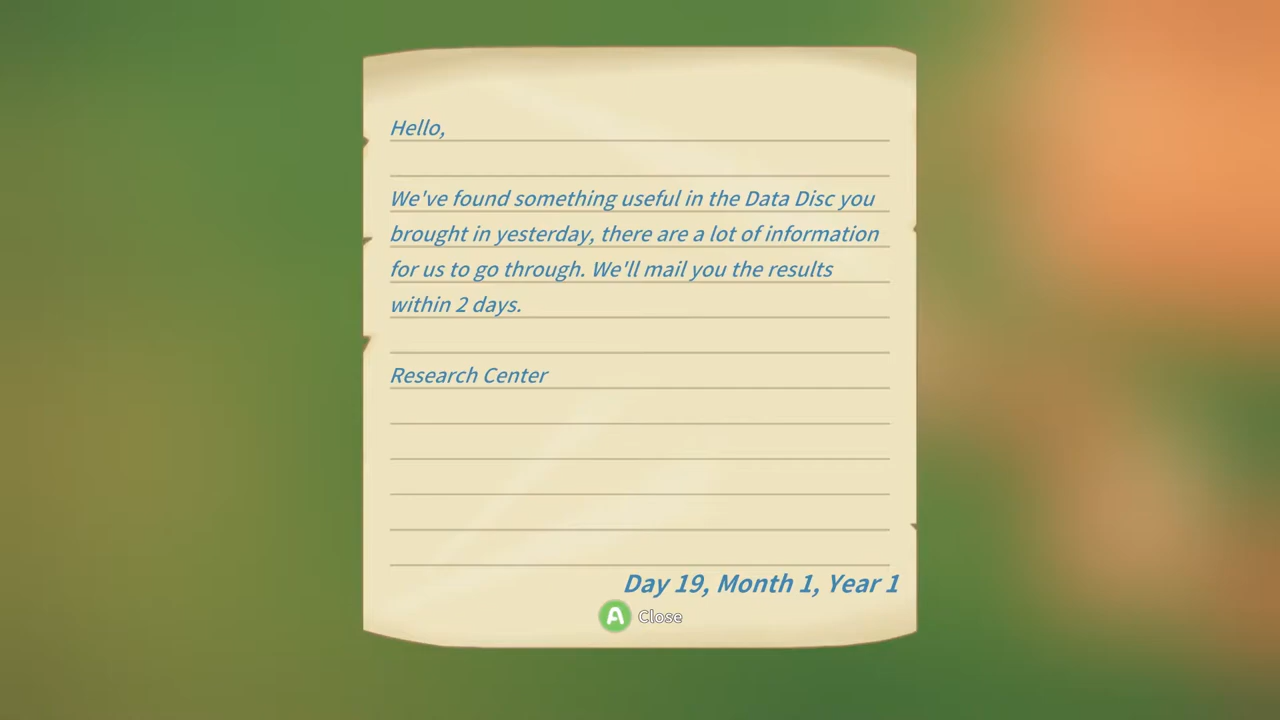 Hello,
We've found something useful in the Data Disc you
brought in yesterday, there are a lot of information
for us to go through. We'll mail you the results
within 2 days.
Research Center
Day 19, Month 1, Year 1
A Close